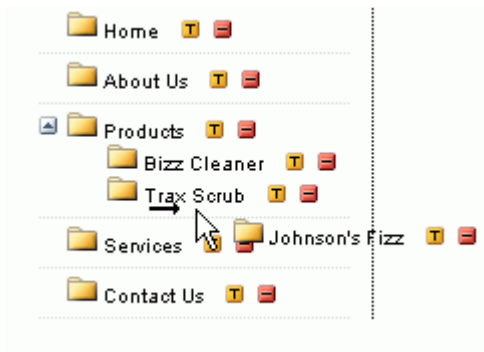 Home T
About Us T
Products T
Bizz Cleaner T
Trax Scrub T
Services T
Johnson's Fizz T
Contact Us T